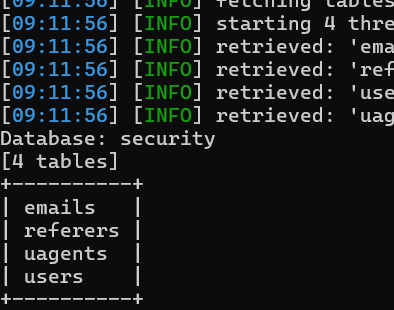 [09:11:56] [INFO] fetching tables
[09:11:56] [INFO] starting 4 thre
[09:11:56] [INFO] retrieved: 'ema
[09:11:56] [INFO] retrieved: 'ref
[09:11:56] [INFO] retrieved: 'use
[09:11:56] [INFO] retrieved: 'uag
Database: security
[4 tables]
+----------+
| emails   |
| referers |
| uagents  |
| users    |
+----------+